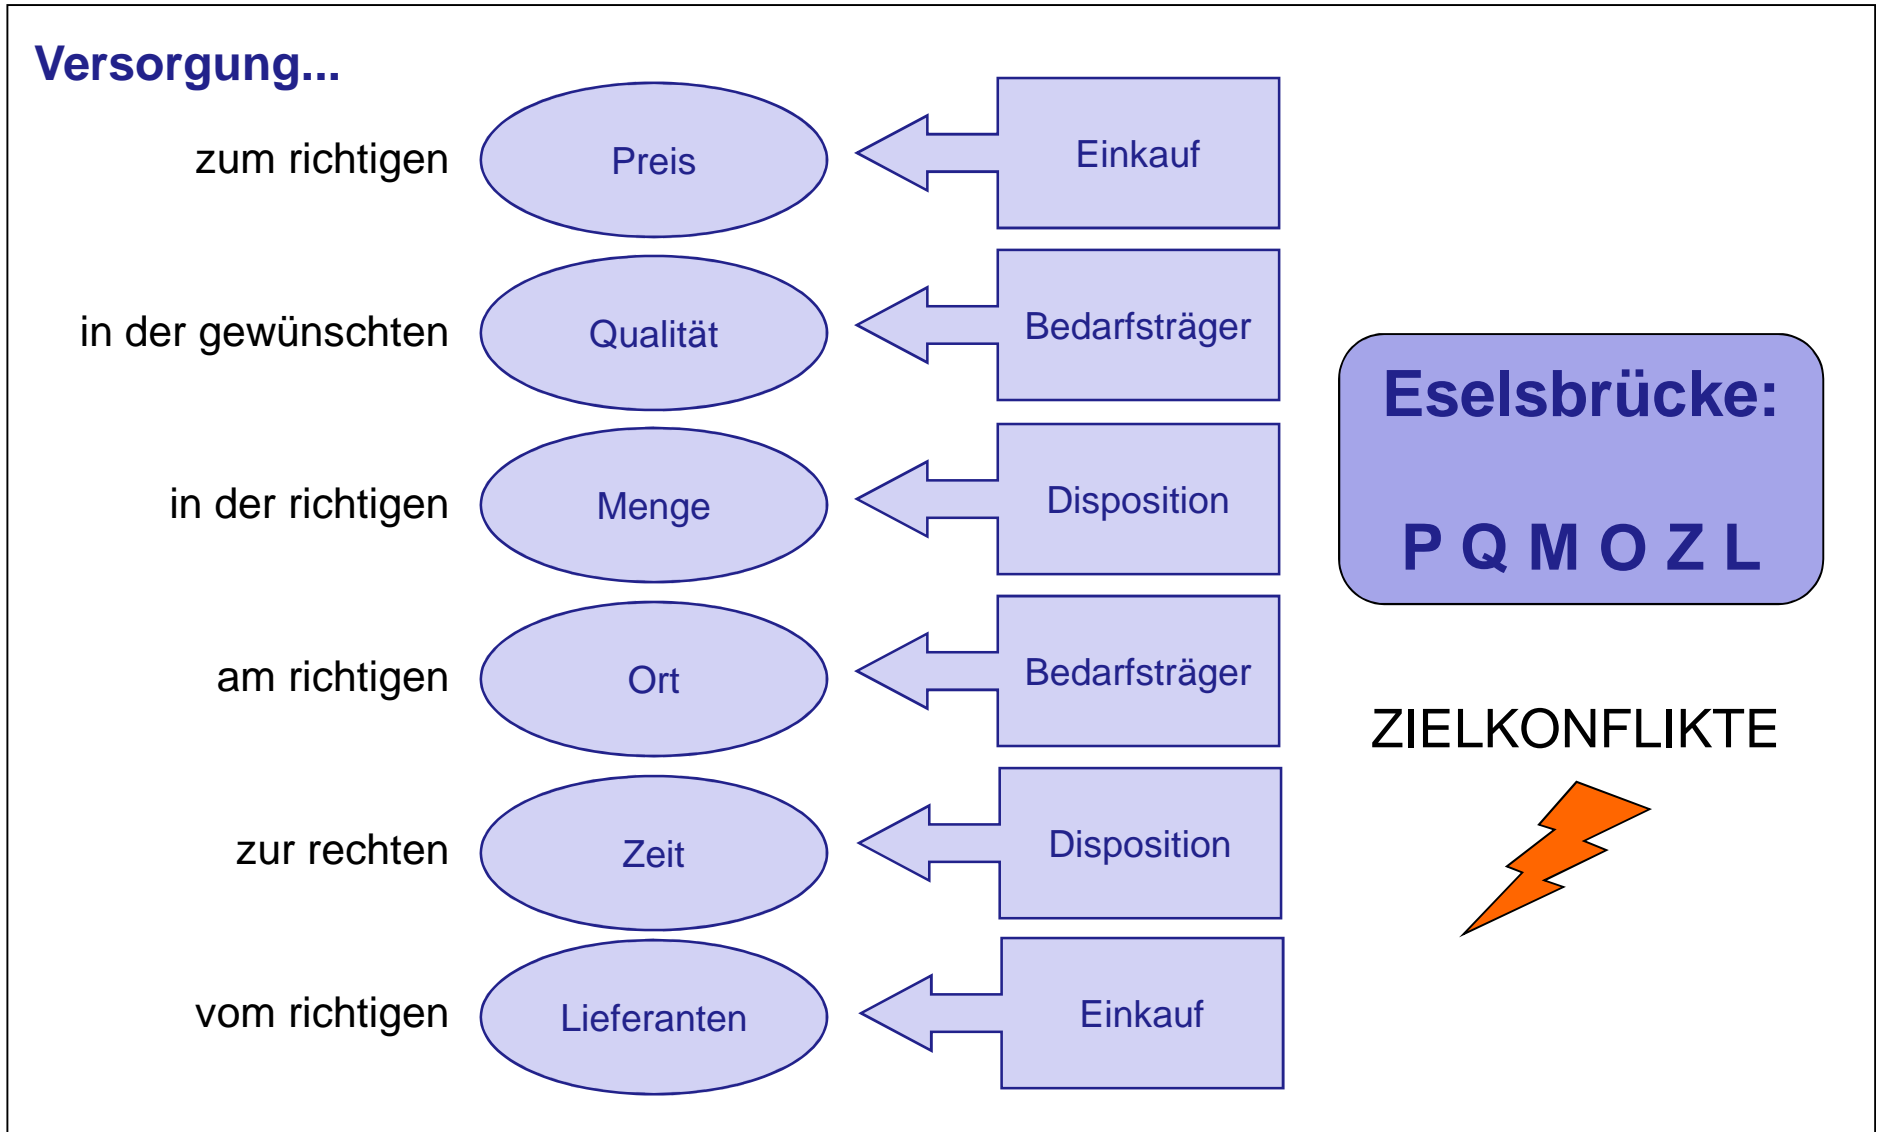 Versorgung...
zum richtigen Preis Einkauf
in der gewünschten Qualität Bedarfsträger
in der richtigen Menge Disposition
am richtigen Ort Bedarfsträger
zur rechten Zeit Disposition
vom richtigen Lieferanten Einkauf
Eselsbrücke:
P Q M O Z L
ZIELKONFLIKTE